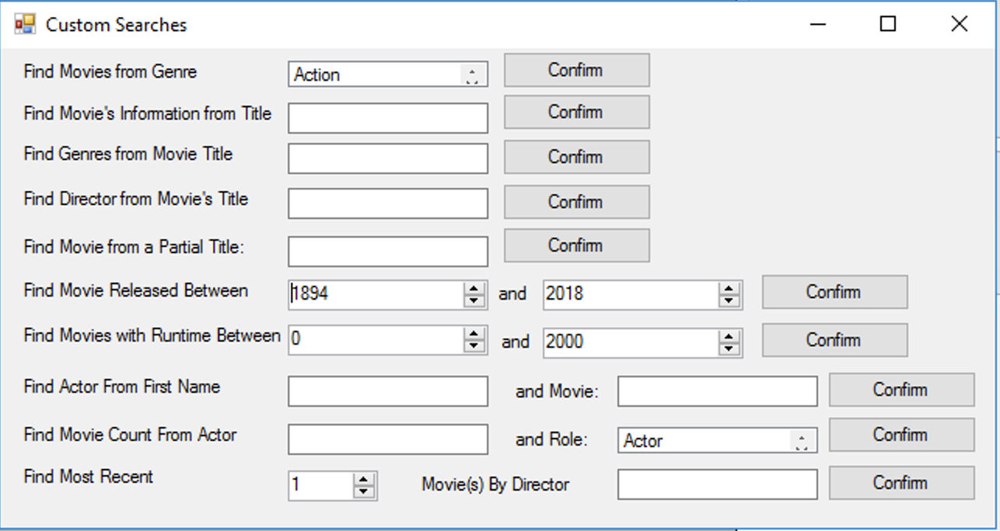 Custom Searches
Find Movies from Genre Action Confirm
Find Movie's Information from Title Confirm
Find Genres from Movie Title Confirm
Find Director from Movie's Title Confirm
Find Movie from a Partial Title: Confirm
Find Movie Released Between 1894 and 2018 Confirm
Find Movies with Runtime Between 0 and 2000 Confirm
Find Actor From First Name and Movie: Confirm
Find Movie Count From Actor and Role: Actor Confirm
Find Most Recent 1 Movie(s) By Director Confirm